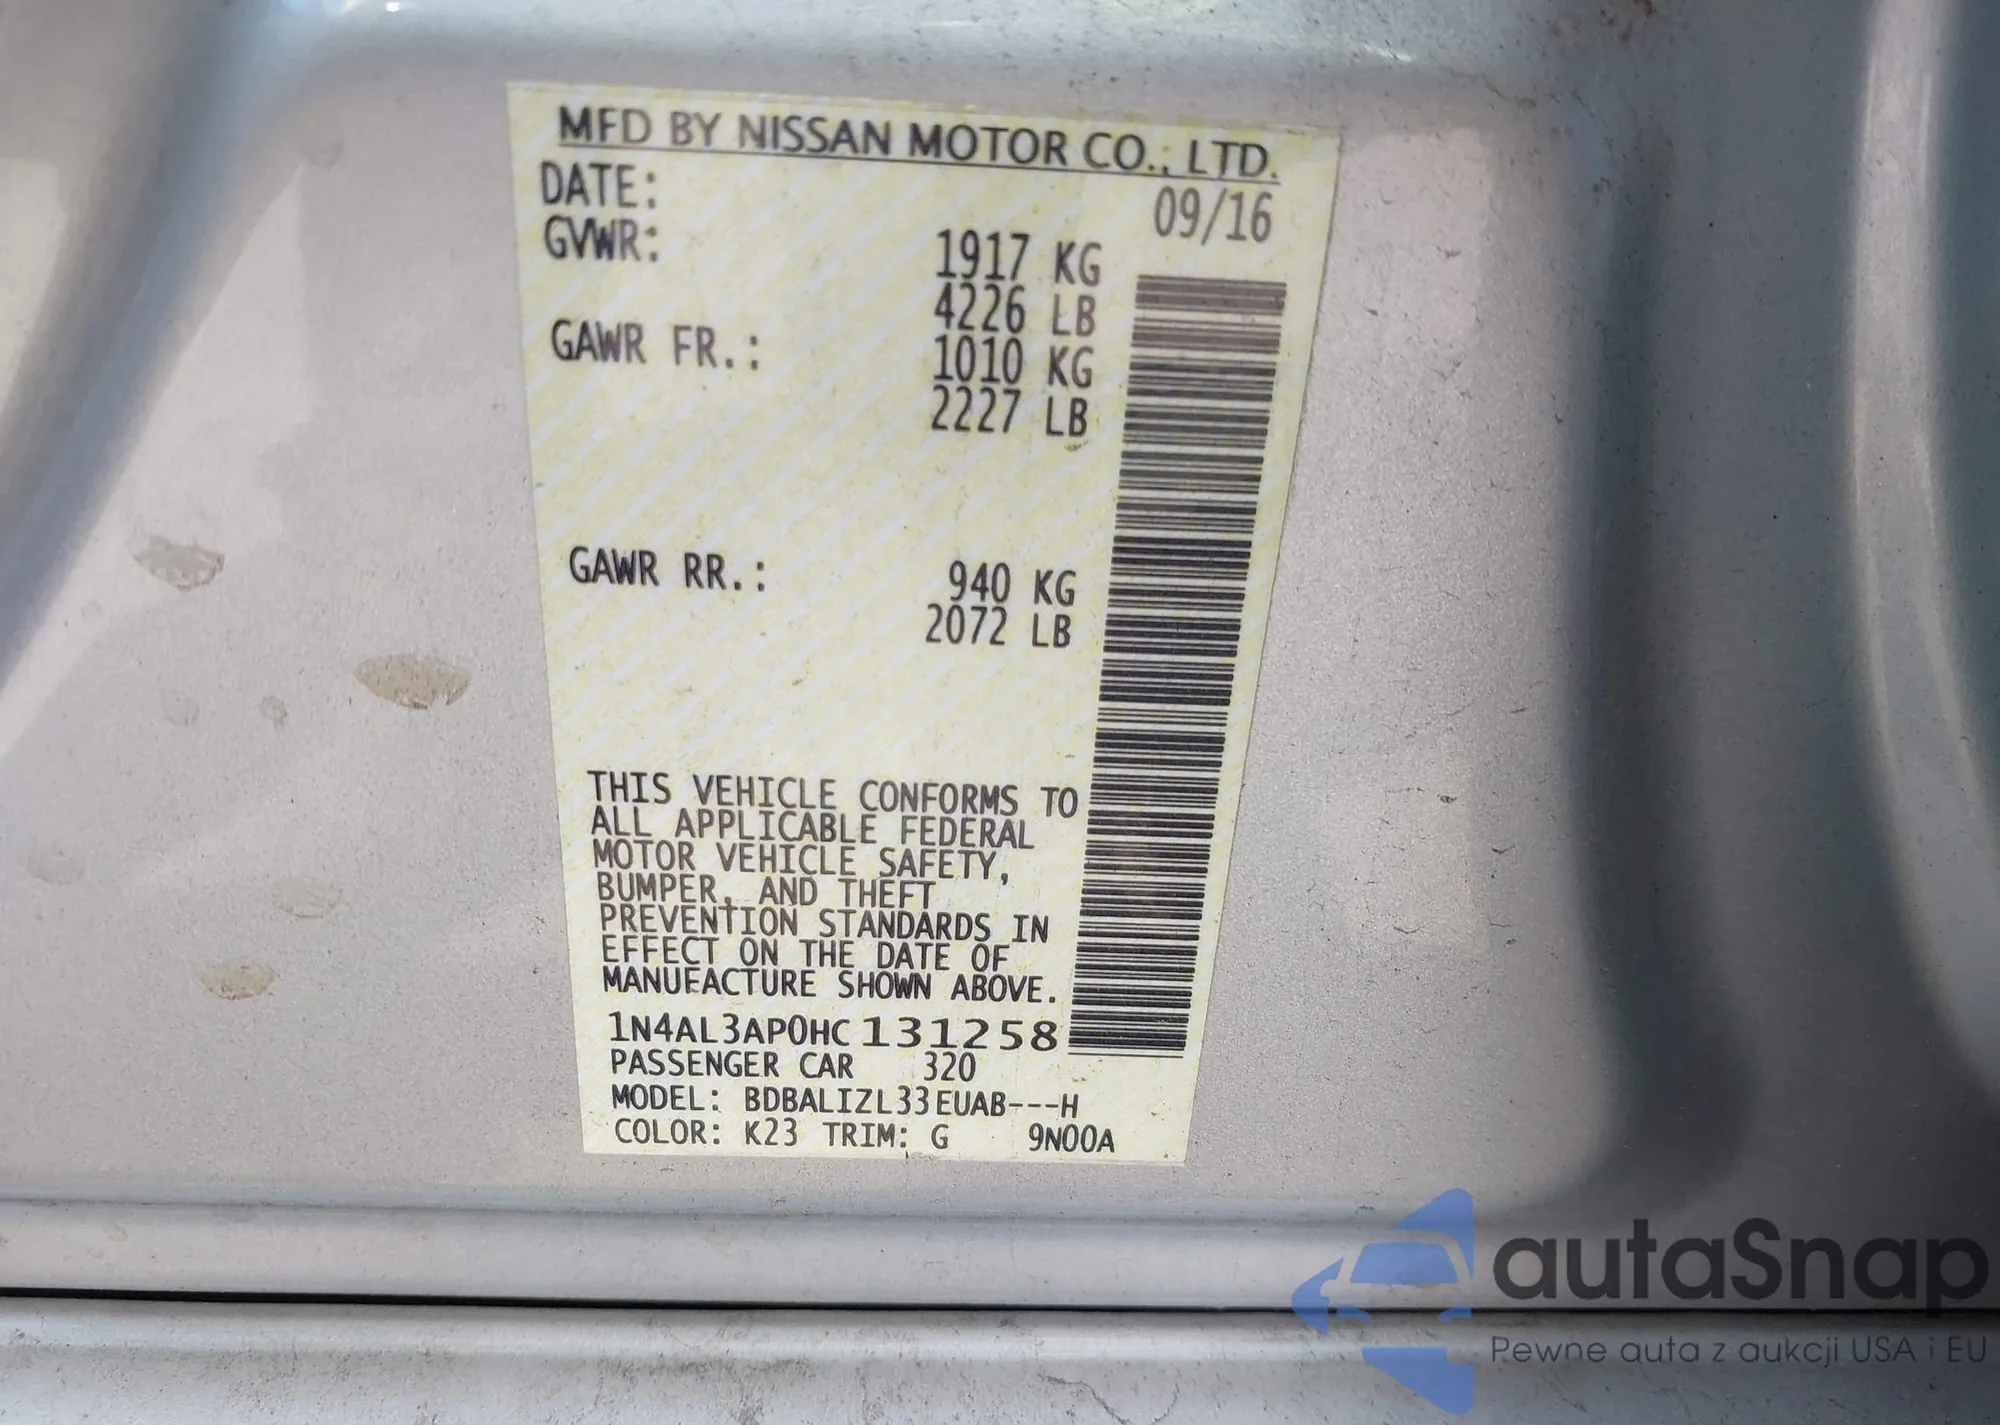 MFD BY NISSAN MOTOR CO., LTD.
DATE: 09/16
GVWR: 1917 KG
4226 LB
GAWR FR.: 1010 KG
2227 LB
GAWR RR.: 940 KG
2072 LB
THIS VEHICLE CONFORMS TO
ALL APPLICABLE FEDERAL
MOTOR VEHICLE SAFETY,
BUMPER, AND THEFT
PREVENTION STANDARDS IN
EFFECT ON THE DATE OF
MANUFACTURE SHOWN ABOVE.
1N4AL3AP0HC131258
PASSENGER CAR 320
MODEL: BDBALIZL33EUAB---H
COLOR: K23 TRIM: G 9N00A
autaSnap
Pewne auta z aukcji USA i EU